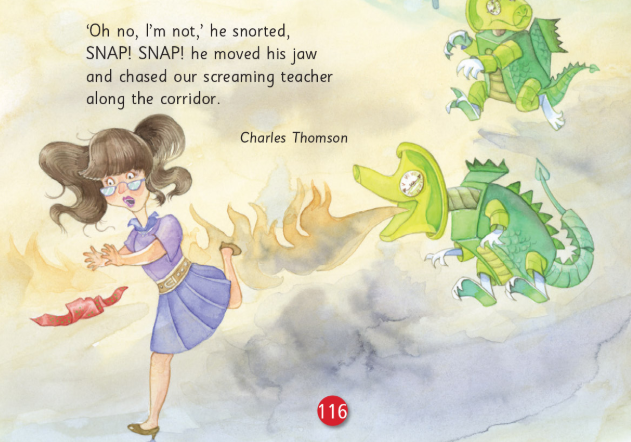 ‘Oh no, I’m not,’ he snorted,
SNAP! SNAP! he moved his jaw
and chased our screaming teacher
along the corridor.
Charles Thomson
116